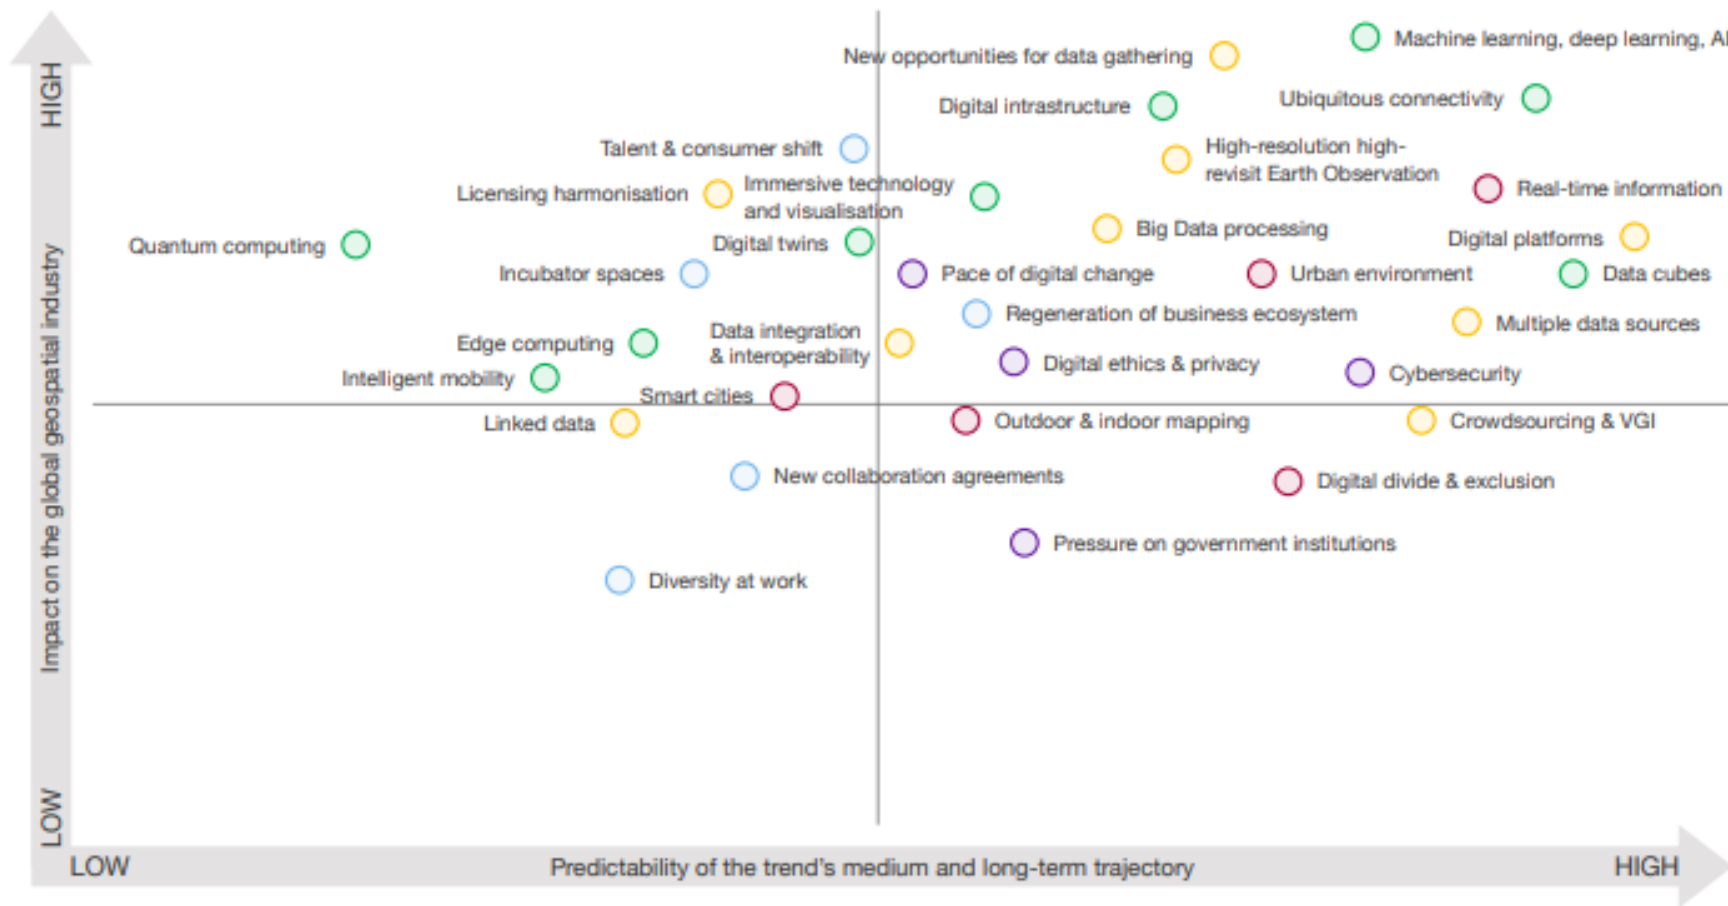 HIGH
Impact on the global geospatial industry
LOW
Machine learning, deep learning, AI
New opportunities for data gathering
Ubiquitous connectivity
Digital intrastructure
Talent & consumer shift
High-resolution high-
revisit Earth Observation
Real-time information
Licensing harmonisation
Immersive technology
and visualisation
Big Data processing
Digital platforms
Quantum computing
Digital twins
Incubator spaces
Pace of digital change
Urban environment
Data cubes
Regeneration of business ecosystem
Multiple data sources
Edge computing
Data integration
& interoperability
Digital ethics & privacy
Cybersecurity
Intelligent mobility
Smart cities
Linked data
Outdoor & indoor mapping
Crowdsourcing & VGI
New collaboration agreements
Digital divide & exclusion
Pressure on government institutions
Diversity at work
LOW
Predictability of the trend's medium and long-term trajectory
HIGH